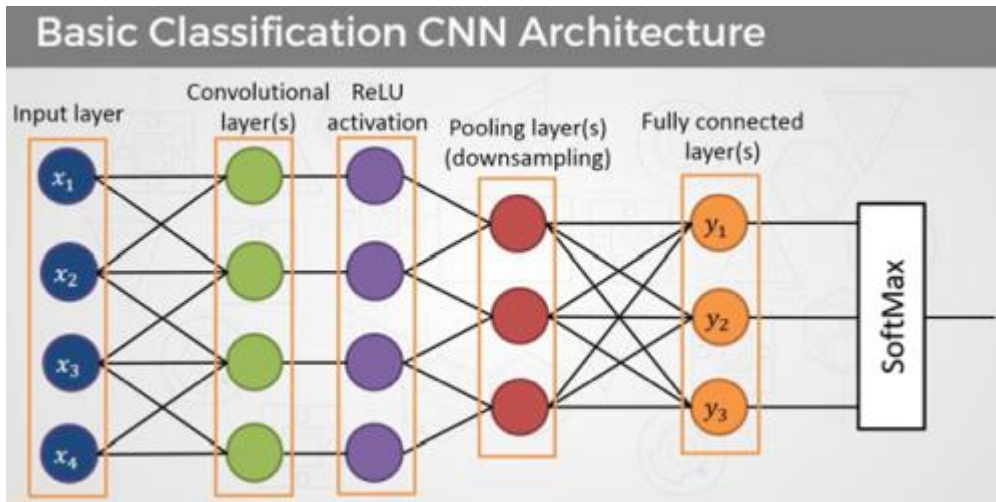 Basic Classification CNN Architecture
Input layer
Convolutional
layer(s)
ReLU
activation
Pooling layer(s)
(downsampling)
Fully connected
layer(s)
x₁
x₂
x₃
x₄
y₁
y₂
y₃
SoftMax